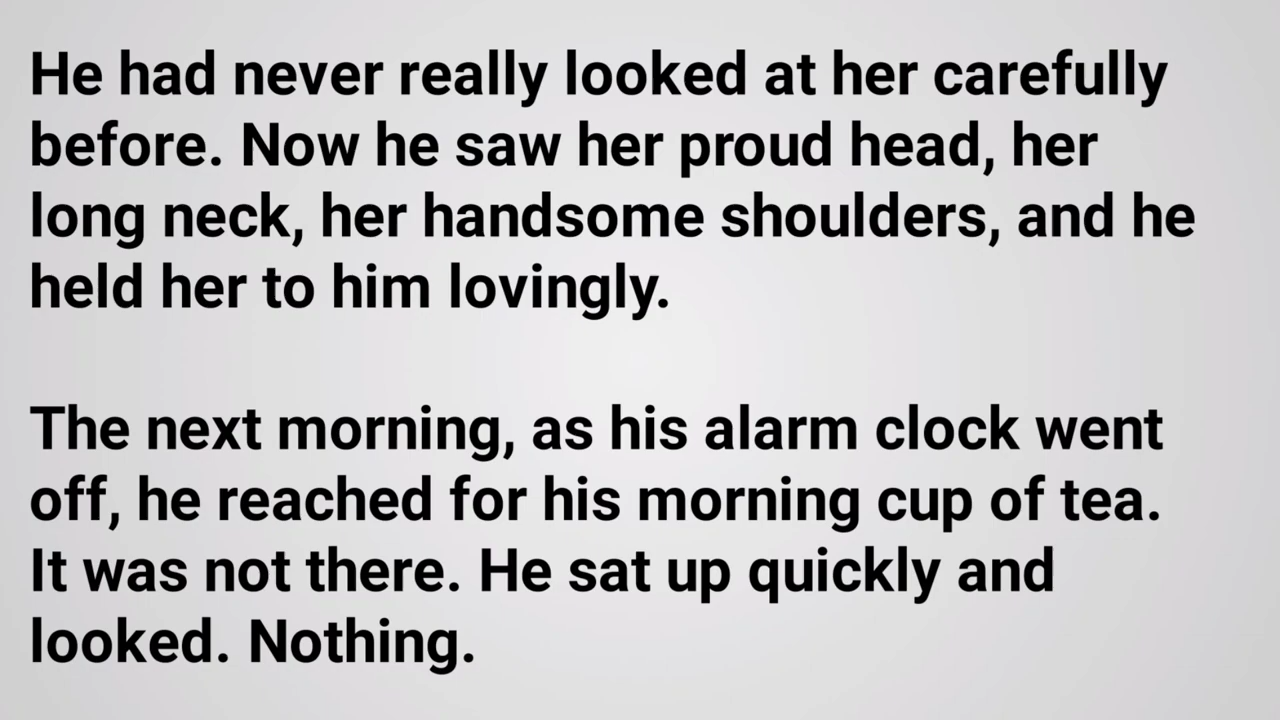 He had never really looked at her carefully
before. Now he saw her proud head, her
long neck, her handsome shoulders, and he
held her to him lovingly.
The next morning, as his alarm clock went
off, he reached for his morning cup of tea.
It was not there. He sat up quickly and
looked. Nothing.